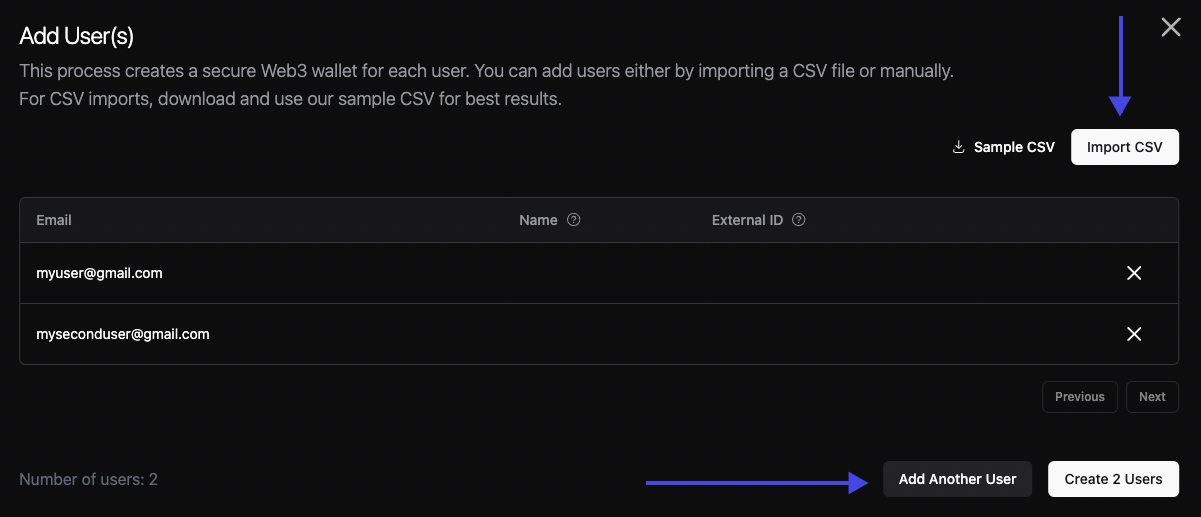 Add User(s)
This process creates a secure Web3 wallet for each user. You can add users either by importing a CSV file or manually.
For CSV imports, download and use our sample CSV for best results.
Sample CSV
Import CSV
Email
Name
External ID
myuser@gmail.com
myseconduser@gmail.com
Previous
Next
Number of users: 2
Add Another User
Create 2 Users